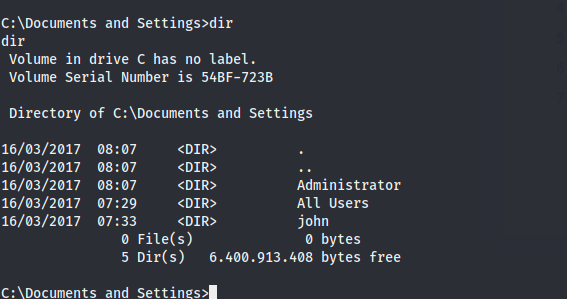 C:\Documents and Settings>dir
dir
 Volume in drive C has no label.
 Volume Serial Number is 54BF-723B

 Directory of C:\Documents and Settings

16/03/2017  08:07    <DIR>          .
16/03/2017  08:07    <DIR>          ..
16/03/2017  08:07    <DIR>          Administrator
16/03/2017  07:29    <DIR>          All Users
16/03/2017  07:33    <DIR>          john
               0 File(s)              0 bytes
               5 Dir(s)   6.400.913.408 bytes free

C:\Documents and Settings>